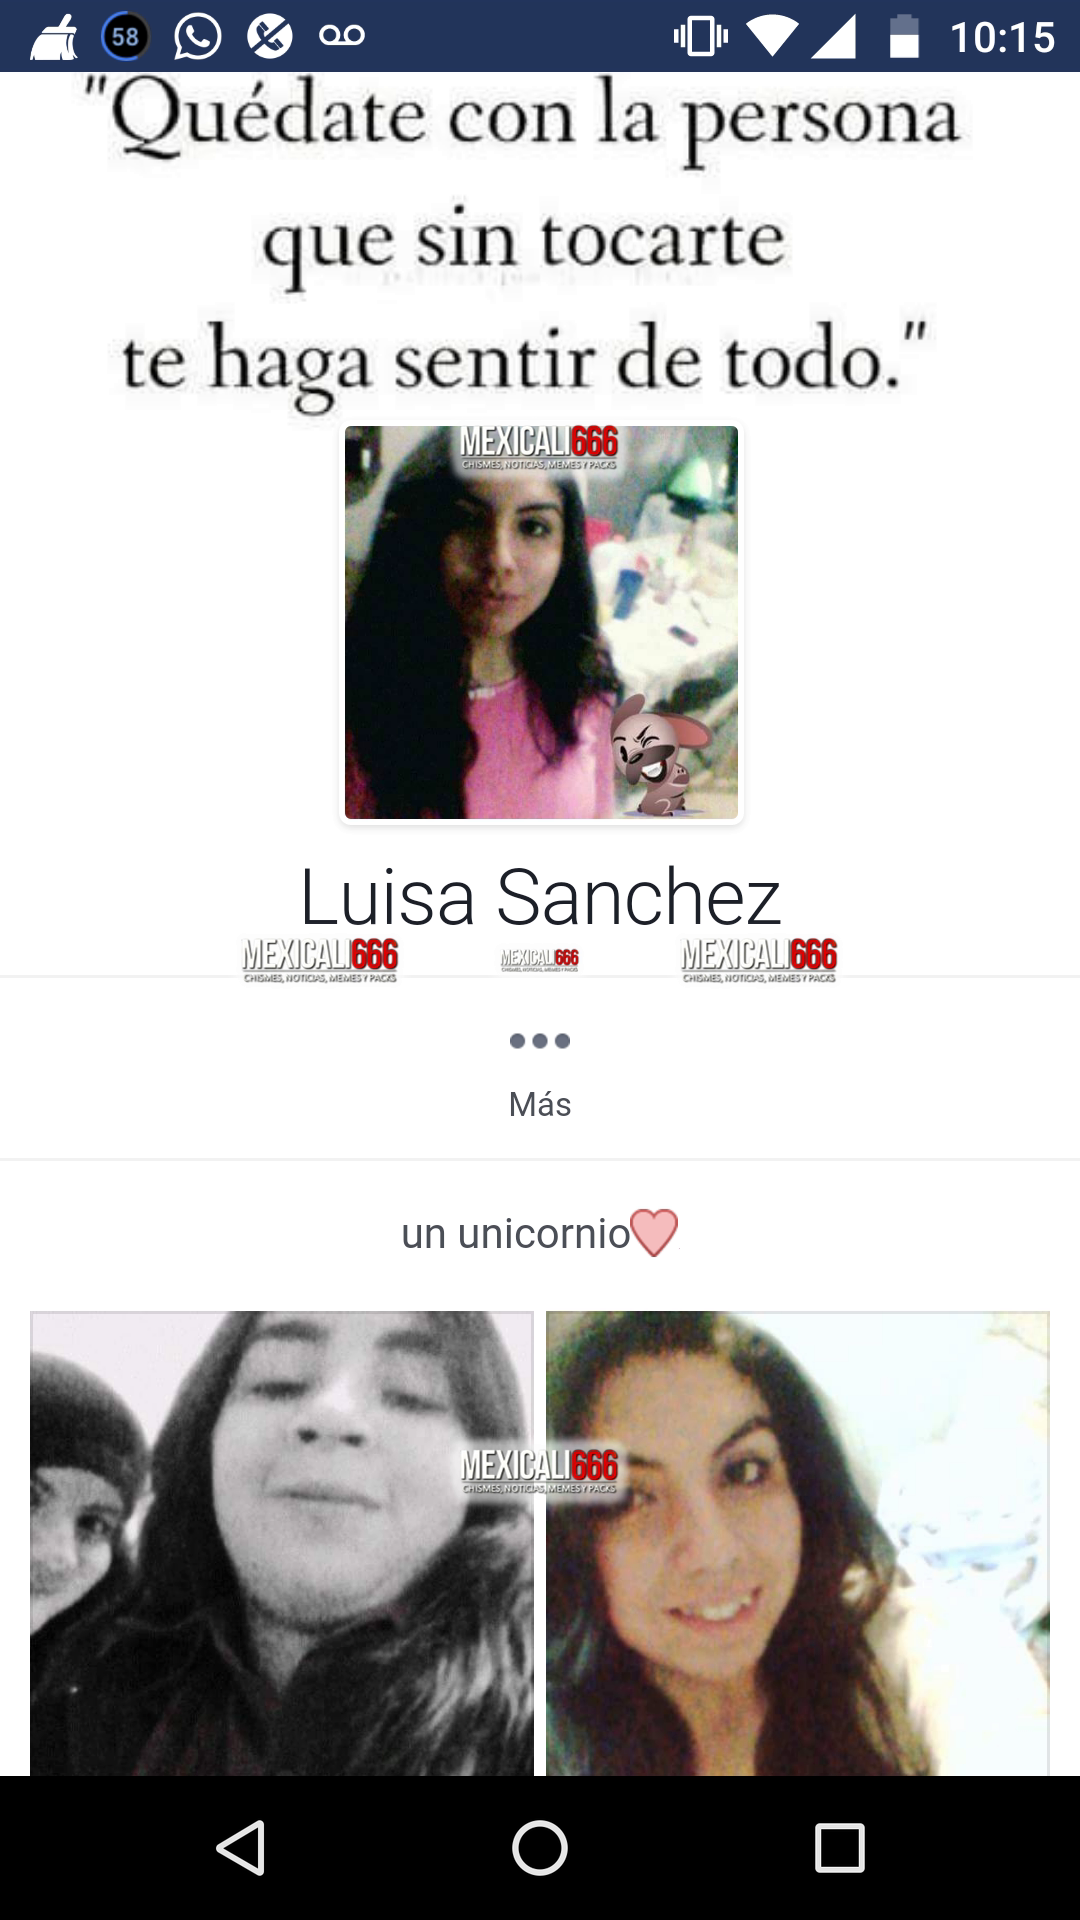 58
10:15
"Quédate con la persona
que sin tocarte
te haga sentir de todo."
MEXICALI666
CHISMES, NOTICIAS, MEMES Y PACKS
Luisa Sanchez
MEXICALI666 MEXICALI666 MEXICALI666
CHISMES, NOTICIAS, MEMES Y PACKS CHISMES, NOTICIAS, MEMES Y PACKS CHISMES, NOTICIAS, MEMES Y PACKS
Más
un unicornio
MEXICALI666
CHISMES, NOTICIAS, MEMES Y PACKS